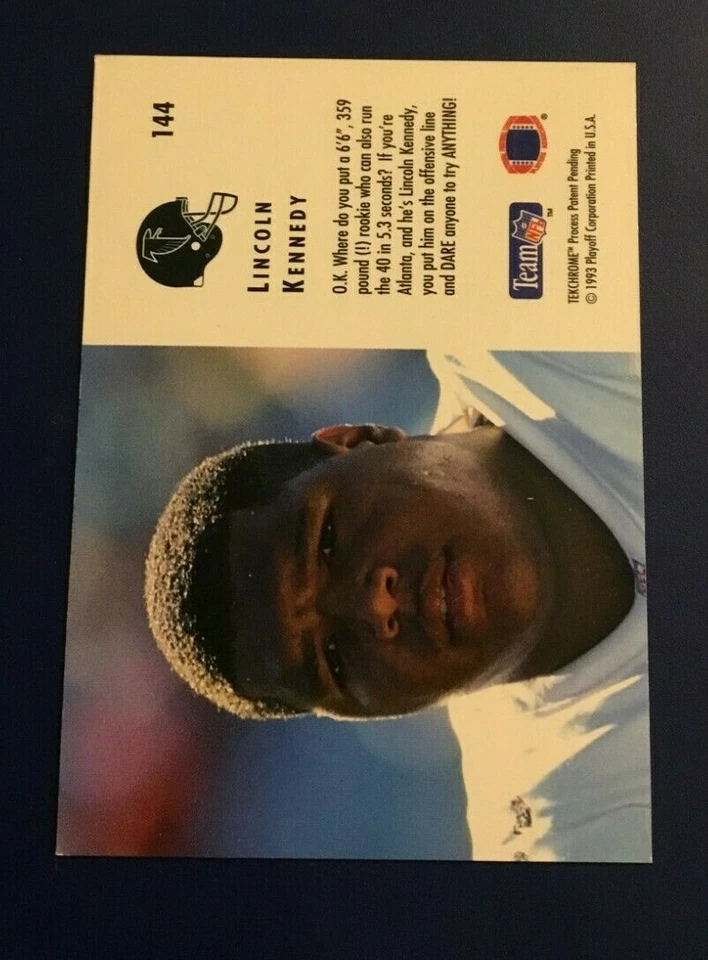 144
LINCOLN
KENNEDY
O.K. Where do you put a 6'6", 359
pound (!) rookie who can also run
the 40 in 5.3 seconds? If you're
Atlanta, and he's Lincoln Kennedy,
you put him on the offensive line
and DARE anyone to try ANYTHING!
Team NFL™
®
TEKCHROME™ Process Patent Pending
© 1993 Playoff Corporation Printed in U.S.A.